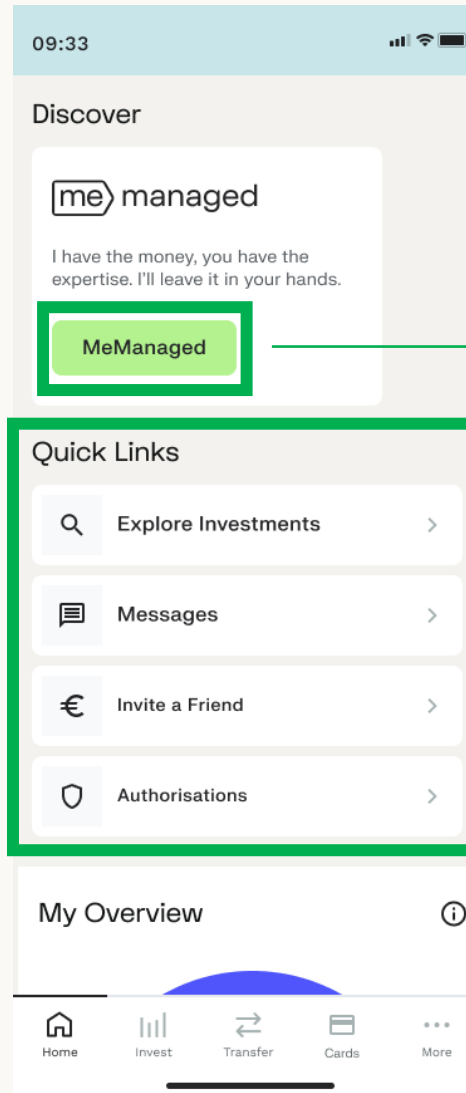 09:33
Discover
me managed
I have the money, you have the
expertise. I'll leave it in your hands.
MeManaged
Quick Links
Explore Investments
Messages
Invite a Friend
Authorisations
My Overview
Home Invest Transfer Cards More